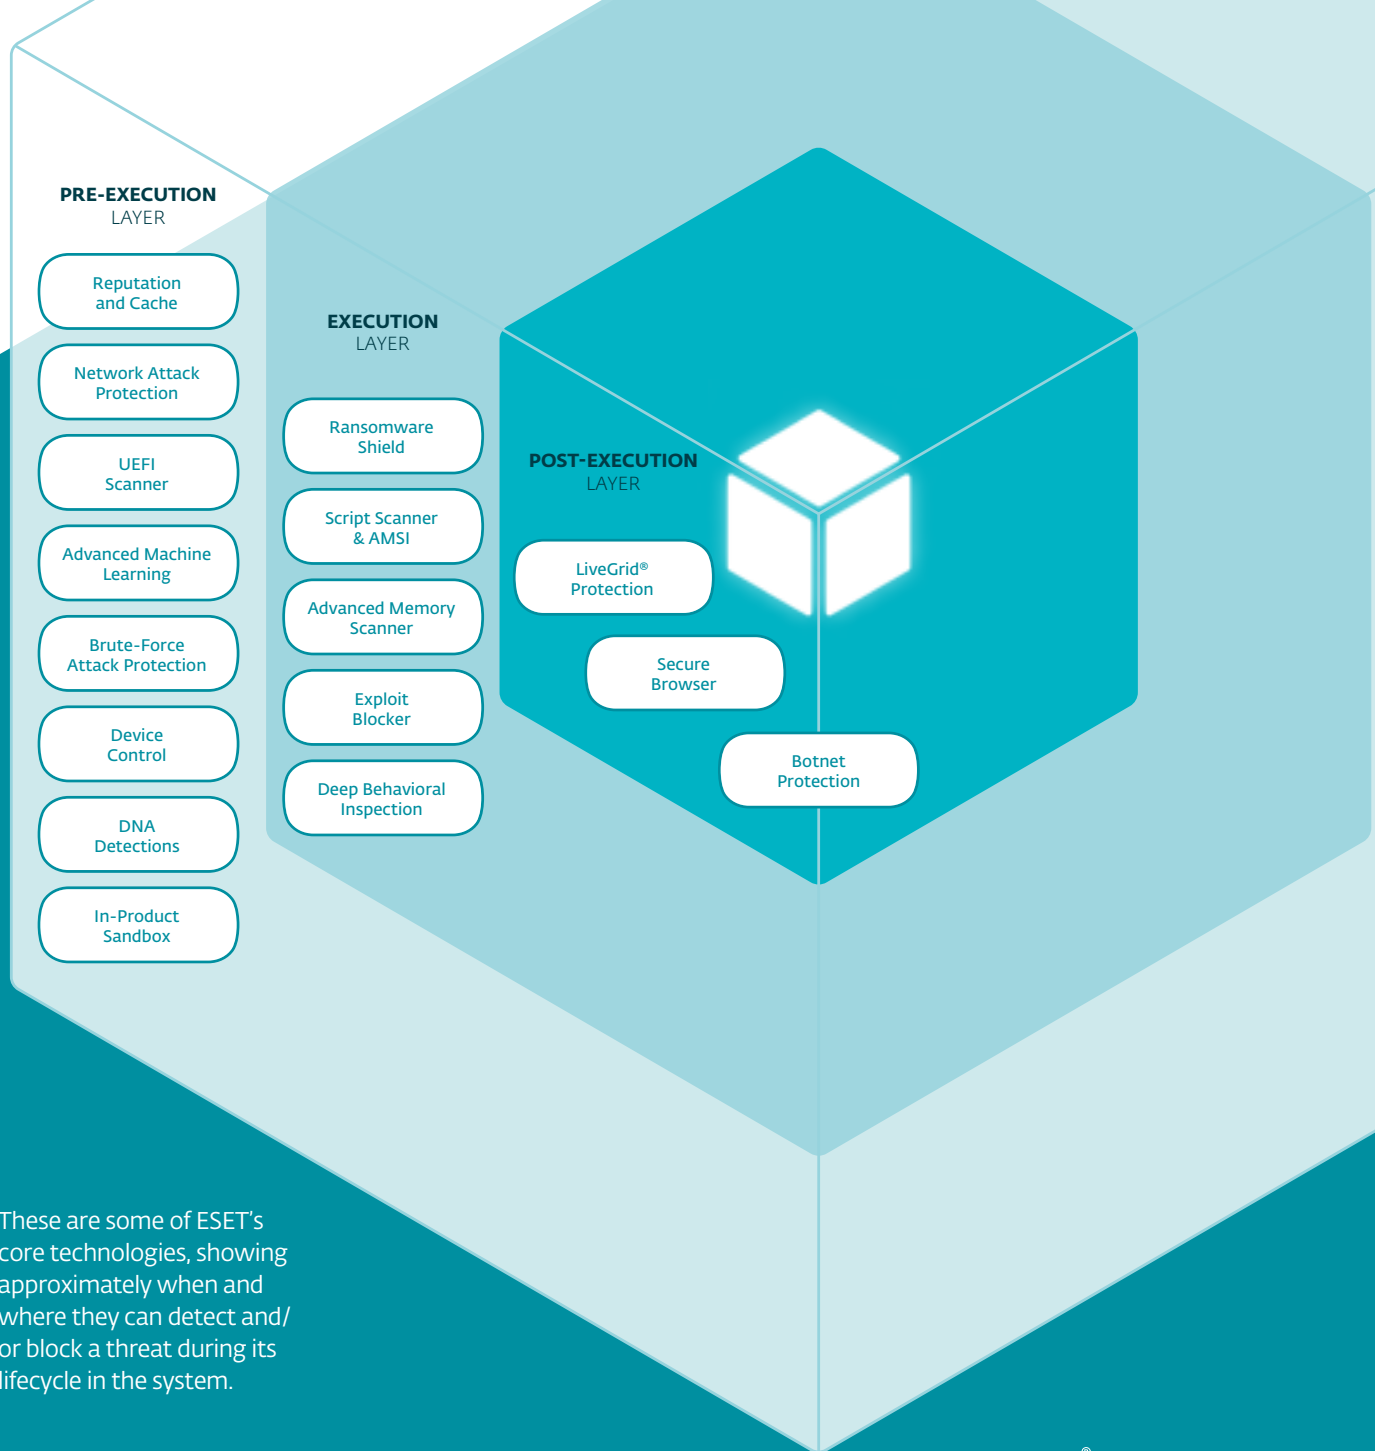 PRE-EXECUTION
LAYER
Reputation
and Cache
Network Attack
Protection
UEFI
Scanner
Advanced Machine
Learning
Brute-Force
Attack Protection
Device
Control
DNA
Detections
In-Product
Sandbox
EXECUTION
LAYER
Ransomware
Shield
Script Scanner
& AMSI
Advanced Memory
Scanner
Exploit
Blocker
Deep Behavioral
Inspection
POST-EXECUTION
LAYER
LiveGrid®
Protection
Secure
Browser
Botnet
Protection
These are some of ESET’s
core technologies, showing
approximately when and
where they can detect and/
or block a threat during its
lifecycle in the system.
®